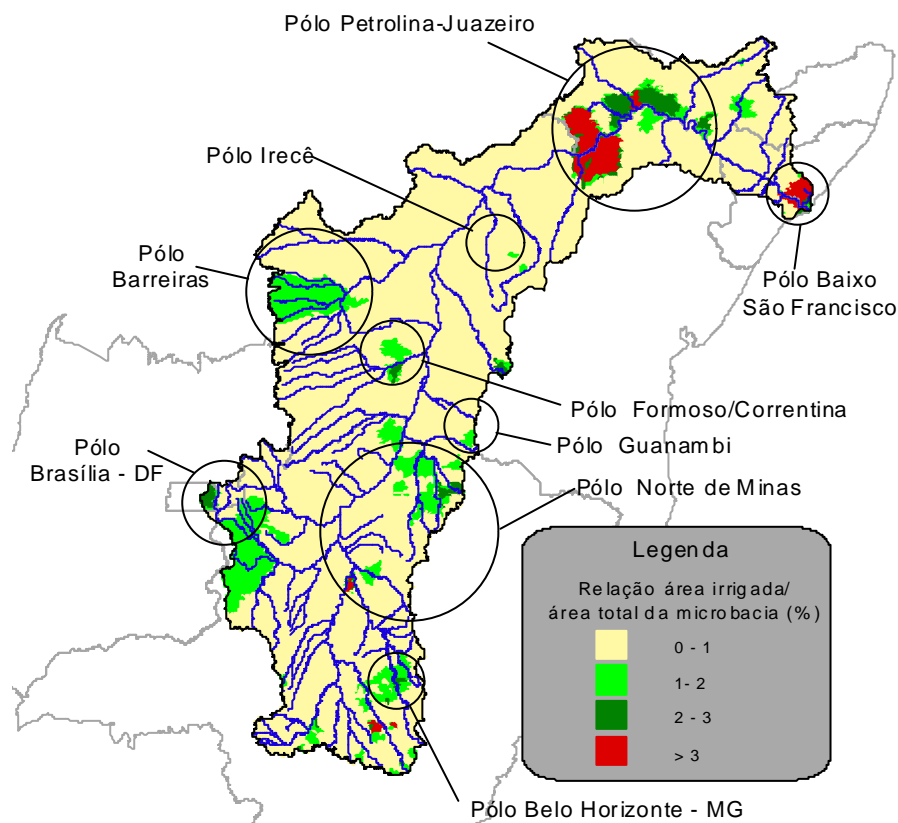 Pólo Petrolina-Juazeiro
Pólo Irecê
Pólo
Barreiras
Pólo Baixo
São Francisco
Pólo Formoso/Correntina
Pólo Guanambi
Pólo
Brasília - DF
Pólo Norte de Minas
Legenda
Relação área irrigada/
área total da microbacia (%)
0 - 1
1- 2
2 - 3
> 3
Pólo Belo Horizonte - MG